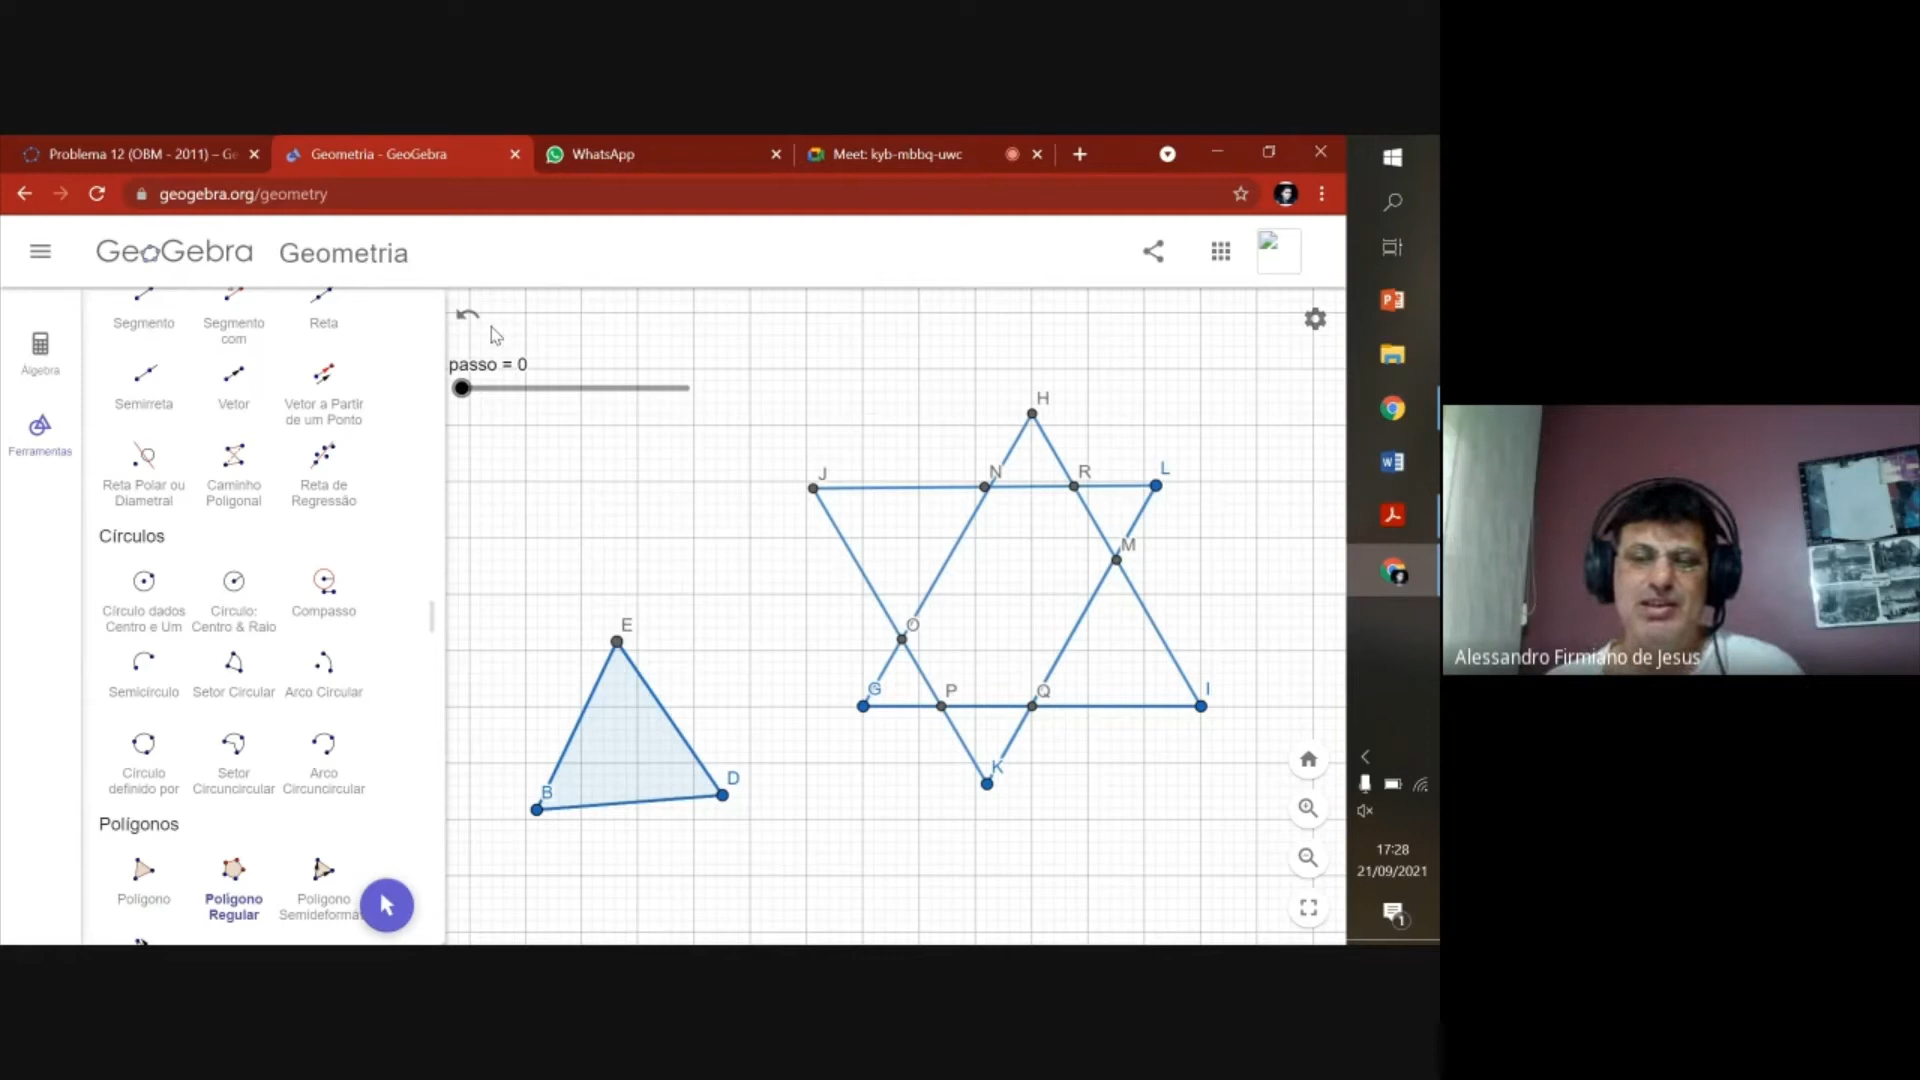 Problema 12 (OBM - 2011) – Ge
Geometria - GeoGebra
WhatsApp
Meet: kyb-mbbq-uwc
geogebra.org/geometry
GeoGebra
Geometria
Álgebra
Ferramentas
Segmento
Segmento
com
Reta
Semirreta
Vetor
Vetor a Partir
de um Ponto
Reta Polar ou
Diametral
Caminho
Poligonal
Reta de
Regressão
Círculos
Círculo dados
Centro e Um
Círculo:
Centro & Raio
Compasso
Semicírculo
Setor Circular
Arco Circular
Círculo
definido por
Setor
Circuncircular
Arco
Circuncircular
Polígonos
Polígono
Polígono
Regular
Polígono
Semideforma
passo = 0
H
J
N
R
L
M
E
O
G
P
Q
I
K
D
B
17:28
21/09/2021
1
Alessandro Firmiano de Jesus